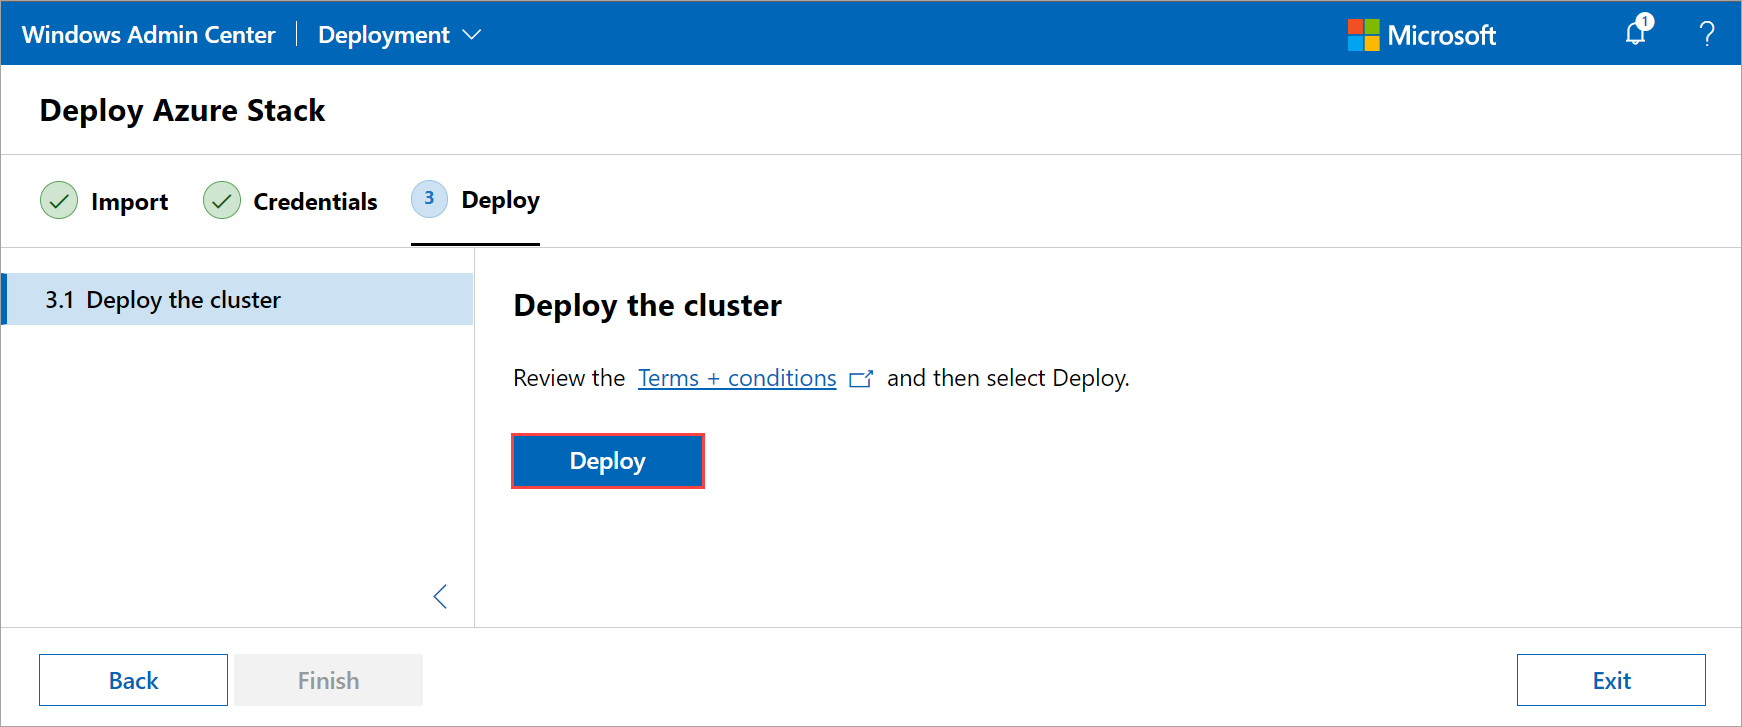 Windows Admin Center Deployment Microsoft 1 ?
Deploy Azure Stack
Import Credentials 3 Deploy
3.1 Deploy the cluster
Deploy the cluster
Review the Terms + conditions and then select Deploy.
Deploy
Back Finish Exit